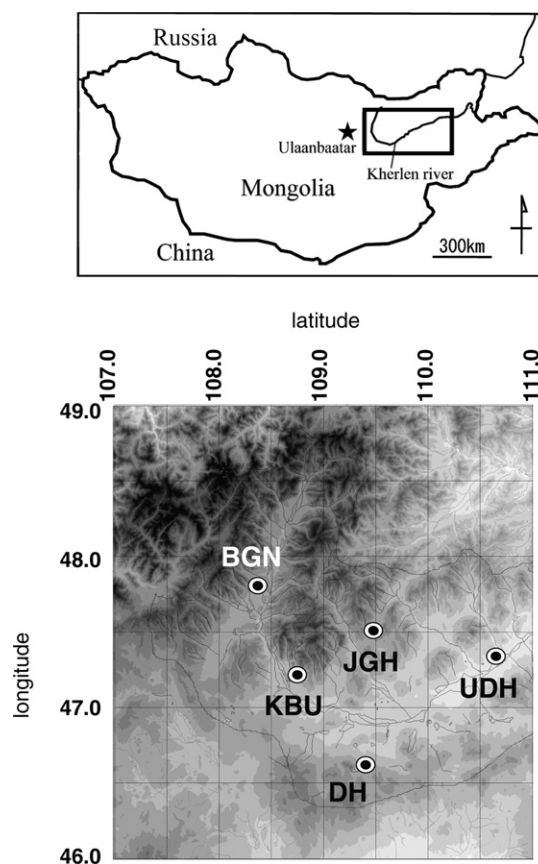 Russia
Ulaanbaatar
Kherlen river
Mongolia
China
300km
latitude
107.0 108.0 109.0 110.0 111.0
49.0
48.0
BGN
JGH
UDH
KBU
longitude
47.0
DH
46.0